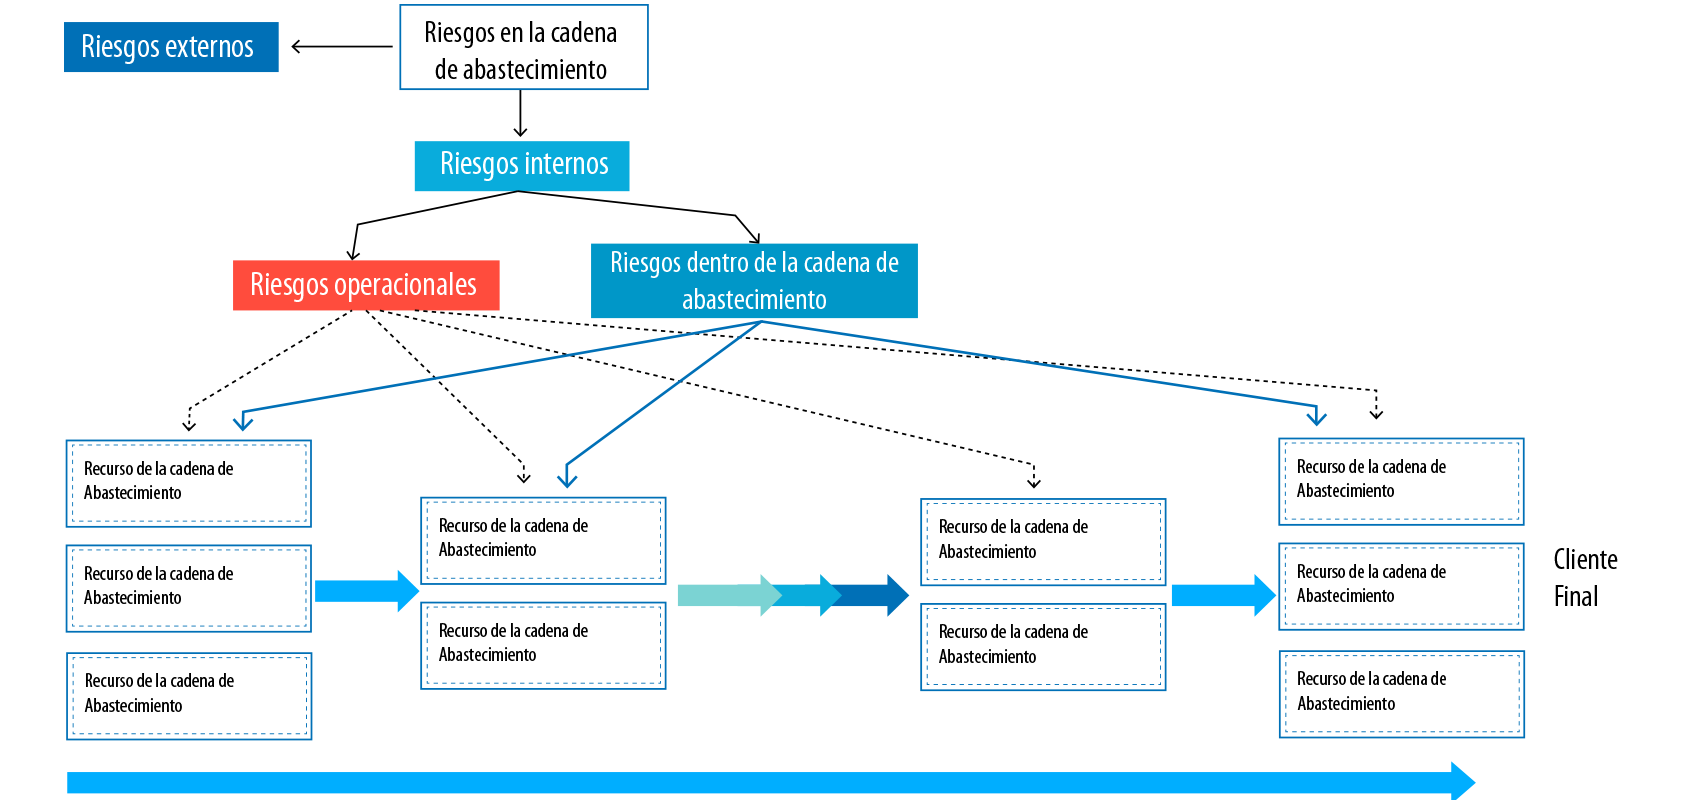 Riesgos en la cadena
de abastecimiento
Riesgos externos
Riesgos internos
Riesgos operacionales
Riesgos dentro de la cadena de
abastecimiento
Recurso de la cadena de
Abastecimiento
Recurso de la cadena de
Abastecimiento
Recurso de la cadena de
Abastecimiento
Recurso de la cadena de
Abastecimiento
Recurso de la cadena de
Abastecimiento
Recurso de la cadena de
Abastecimiento
Recurso de la cadena de
Abastecimiento
Recurso de la cadena de
Abastecimiento
Recurso de la cadena de
Abastecimiento
Recurso de la cadena de
Abastecimiento
Cliente
Final